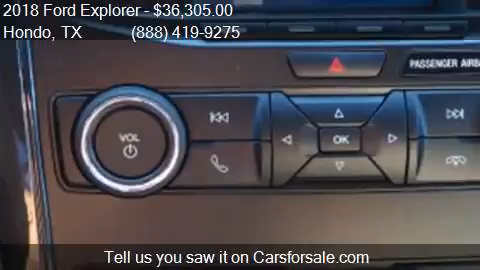 2018 Ford Explorer - $36,305.00
Hondo, TX (888) 419-9275
PASSENGER AIRBA
VOL
OK
Tell us you saw it on Carsforsale.com